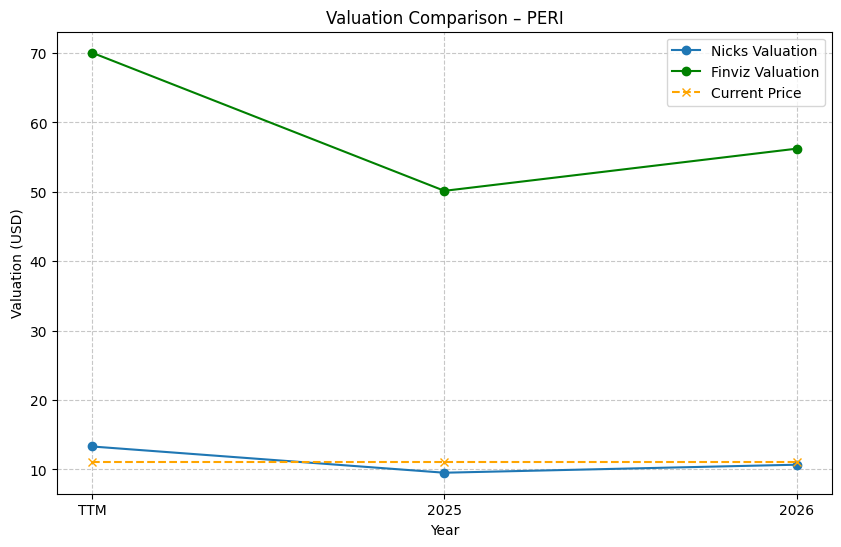 Valuation Comparison – PERI
Nicks Valuation
Finviz Valuation
Current Price
Valuation (USD)
70
60
50
40
30
20
10
TTM
2025
2026
Year